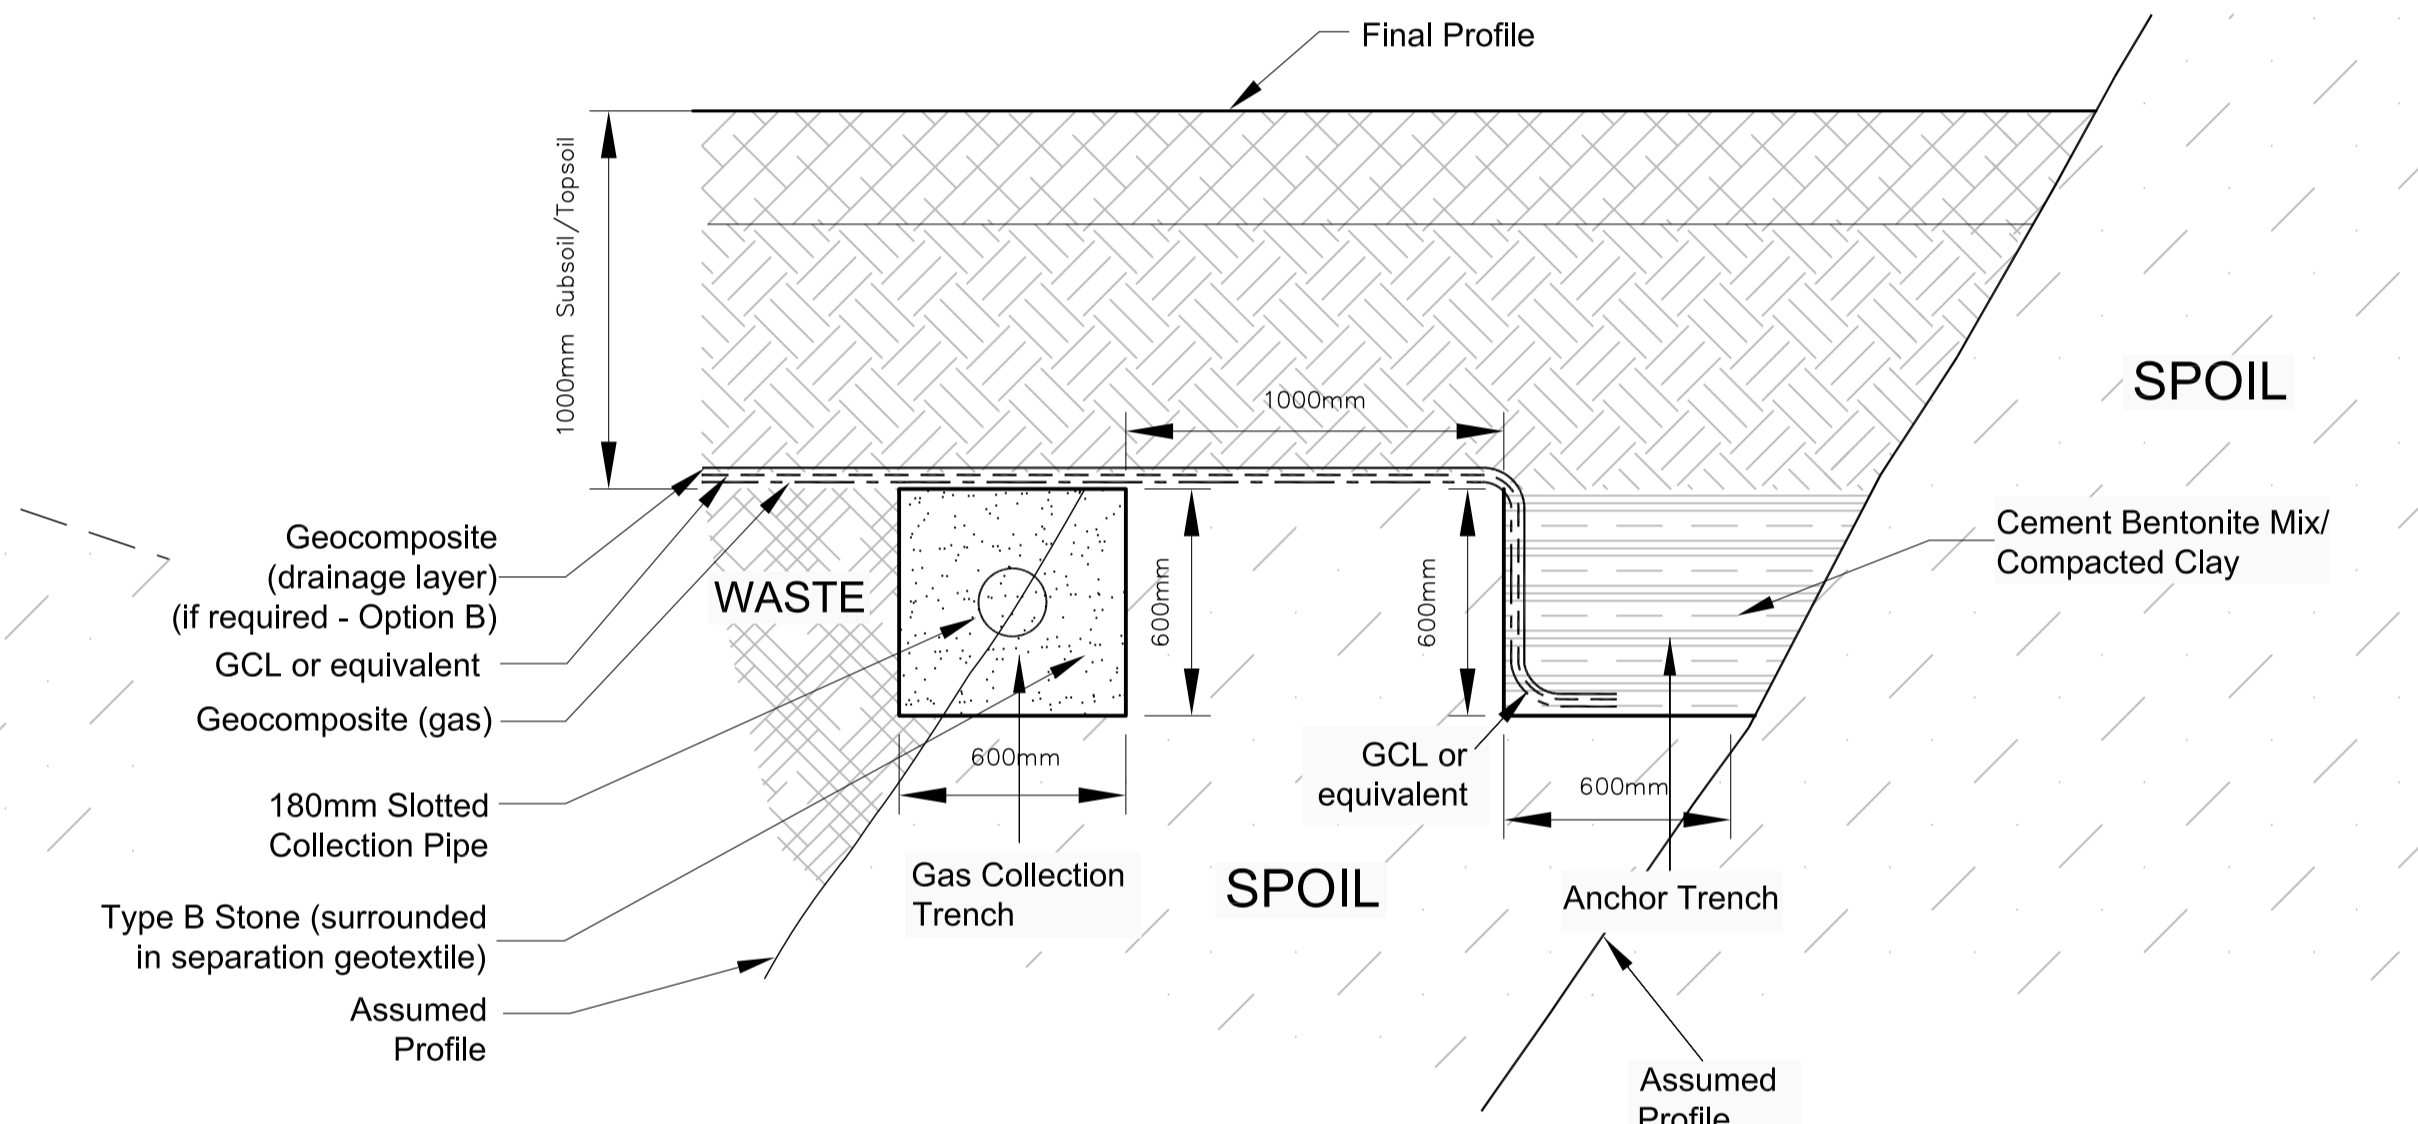 Final Profile
1000mm Subsoil/Topsoil
SPOIL
1000mm
Geocomposite
(drainage layer)
(if required - Option B)
GCL or equivalent
Geocomposite (gas)
WASTE
600mm
600mm
Cement Bentonite Mix/
Compacted Clay
600mm
GCL or
equivalent
600mm
180mm Slotted
Collection Pipe
Gas Collection
Trench
SPOIL
Anchor Trench
Type B Stone (surrounded
in separation geotextile)
Assumed
Profile
Assumed
Profile